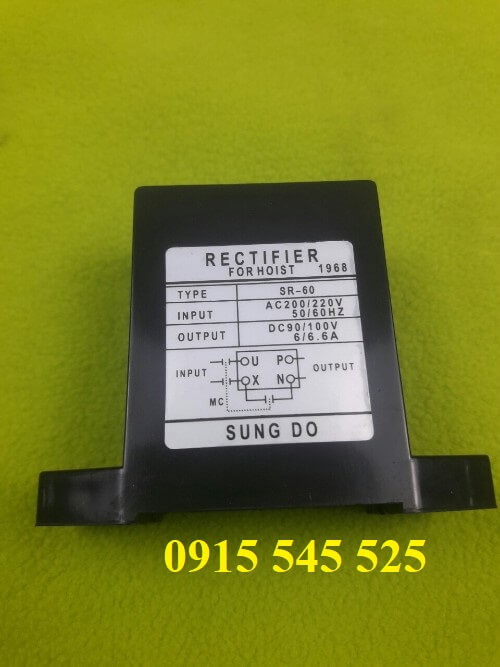 RECTIFIER
FOR HOIST 1968
TYPE SR-60
INPUT AC200/220V 50/60HZ
OUTPUT DC90/100V 6/6.6A
INPUT U P OUTPUT
X N
MC
SUNG DO
0915 545 525